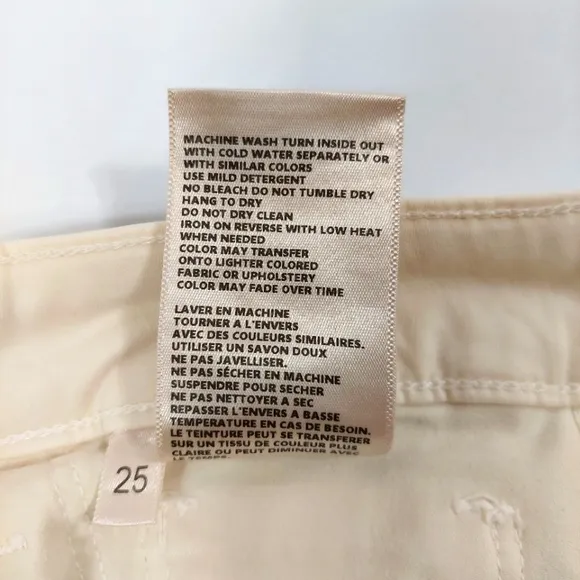 MACHINE WASH TURN INSIDE OUT
WITH COLD WATER SEPARATELY OR
WITH SIMILAR COLORS
USE MILD DETERGENT
NO BLEACH DO NOT TUMBLE DRY
HANG TO DRY
DO NOT DRY CLEAN
IRON ON REVERSE WITH LOW HEAT
WHEN NEEDED
COLOR MAY TRANSFER
ONTO LIGHTER COLORED
FABRIC OR UPHOLSTERY
COLOR MAY FADE OVER TIME
LAVER EN MACHINE
TOURNER A L'ENVERS
AVEC DES COULEURS SIMILAIRES.
UTILISER UN SAVON DOUX
NE PAS JAVELLISER.
NE PAS SÉCHER EN MACHINE
SUSPENDRE POUR SECHER
NE PAS NETTOYER A SEC
REPASSER L'ENVERS A BASSE
TEMPERATURE EN CAS DE BESOIN.
LE TEINTURE PEUT SE TRANSFERER
SUR UN TISSU DE COULEUR PLUS
CLAIRE OU PEUT DIMINUER AVEC
LE TEMPS.
25